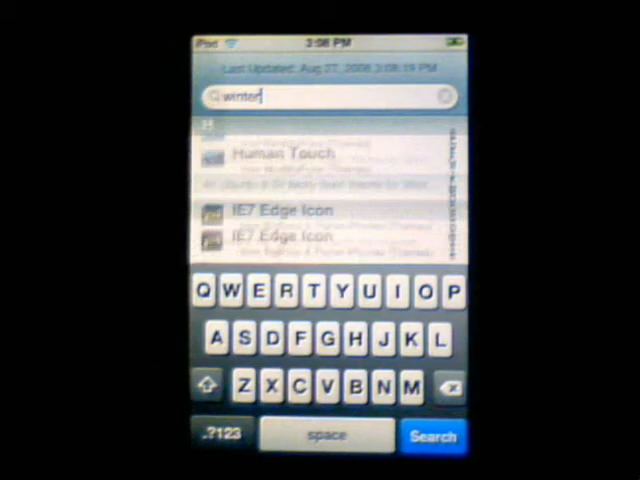 iPod 3:08 PM
Last Updated: Aug 27, 2008 3:08:19 PM
winter
Human Touch
IE7 Edge Icon
IE7 Edge Icon
Q W E R T Y U I O P
A S D F G H J K L
Z X C V B N M
.?123 space Search